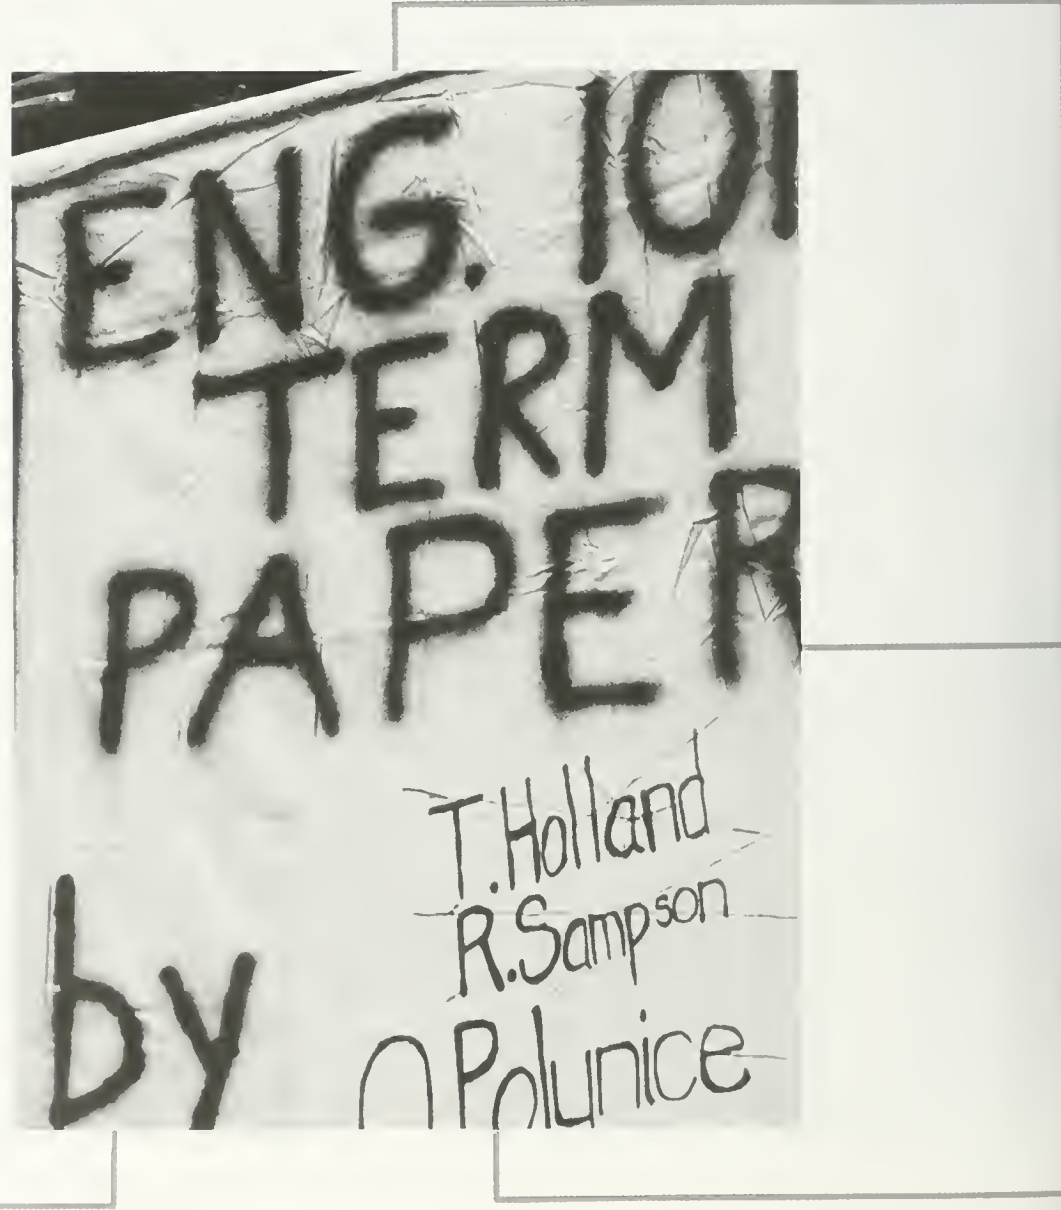 ENG. 101
TERM
PAPER
by
T. Holland
R. Sampson
Polunice